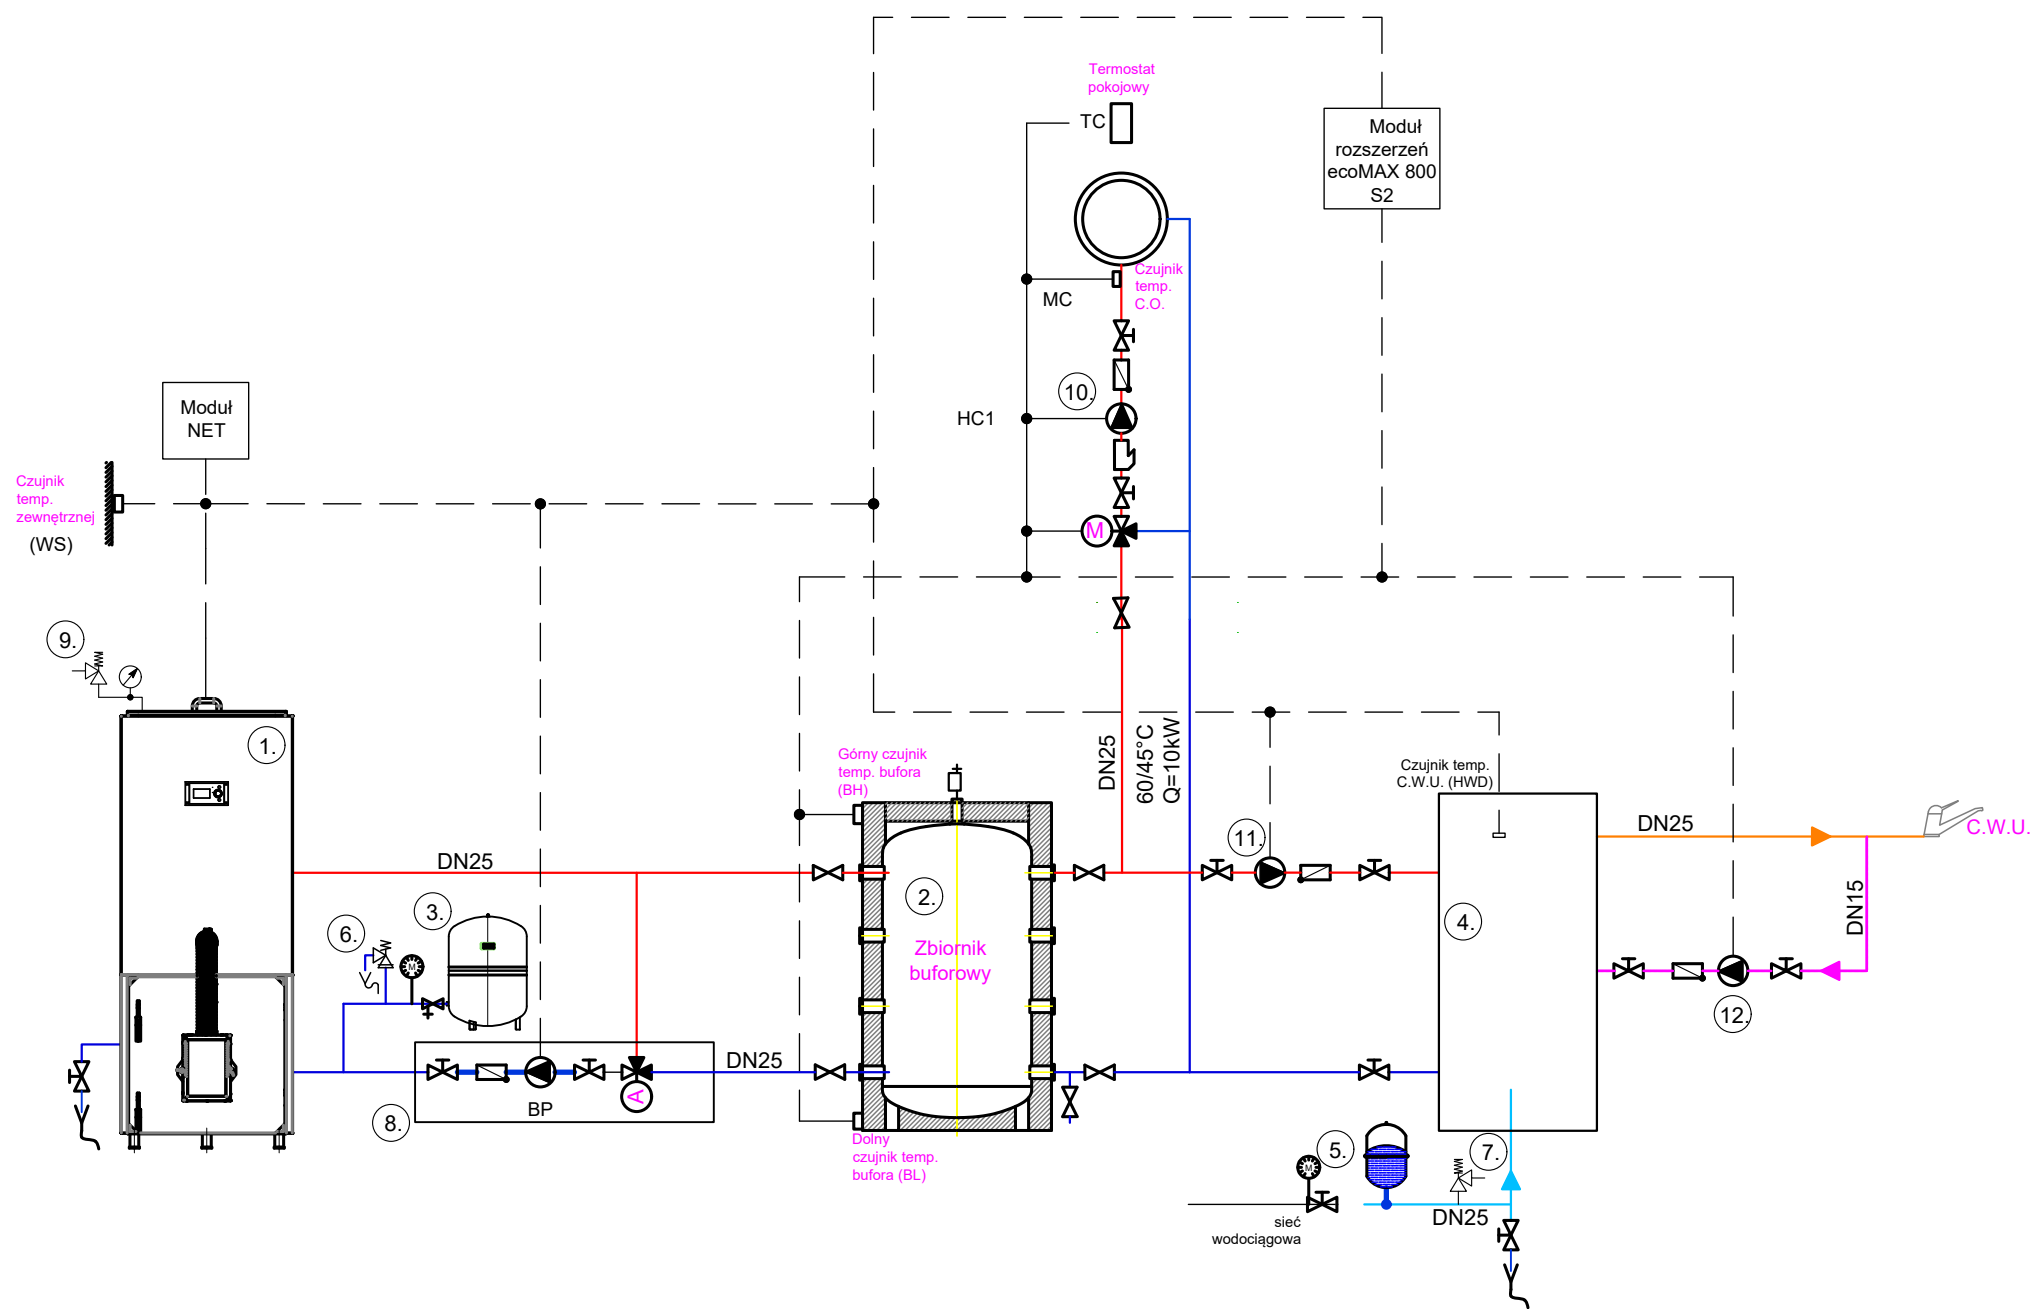 Termostat
pokojowy
TC
Moduł
rozszerzeń
ecoMAX 800
S2
Czujnik
temp.
C.O.
MC
10.
HC1
Moduł
NET
Czujnik
temp.
zewnętrznej
(WS)
M
9.
1.
DN25
60/45°C
Q=10kW
Górny czujnik
temp. bufora
(BH)
Czujnik temp.
C.W.U. (HWD)
11.
DN25
C.W.U.
DN25
2.
3.
4.
DN15
6.
M
Zbiornik
buforowy
12.
DN25
A
BP
8.
Dolny
czujnik temp.
bufora (BL)
5.
7.
M
DN25
sieć
wodociągowa